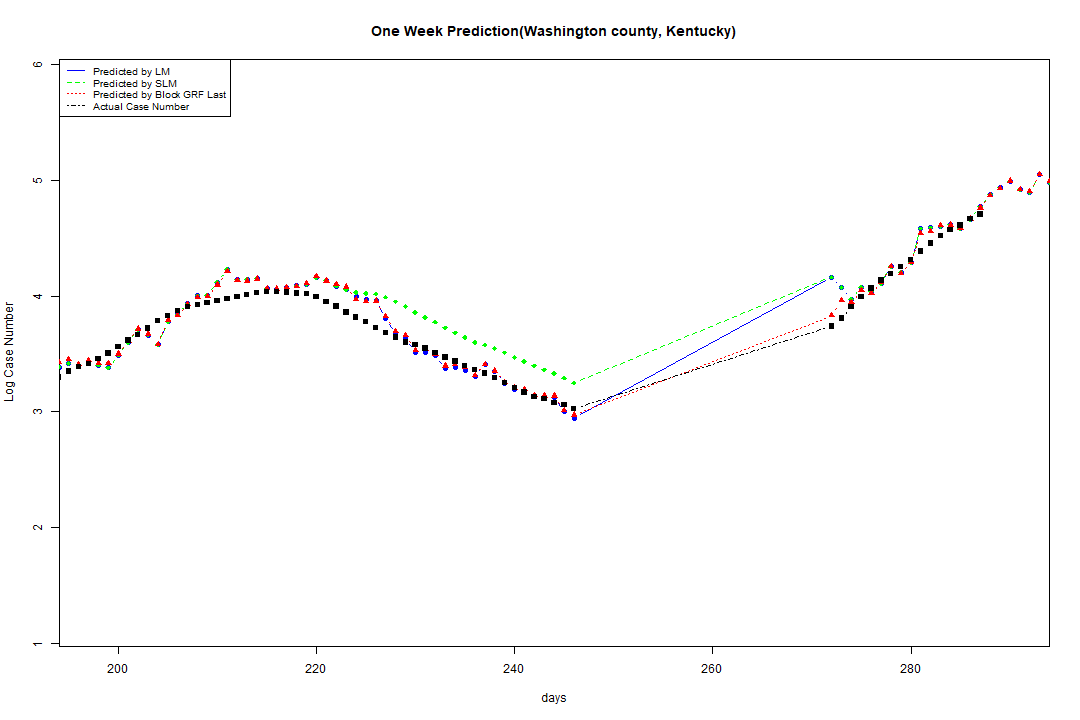 One Week Prediction(Washington county, Kentucky)
Predicted by LM
Predicted by SLM
Predicted by Block GRF Last
Actual Case Number
Log Case Number
6
5
4
3
2
1
200 220 240 260 280
days